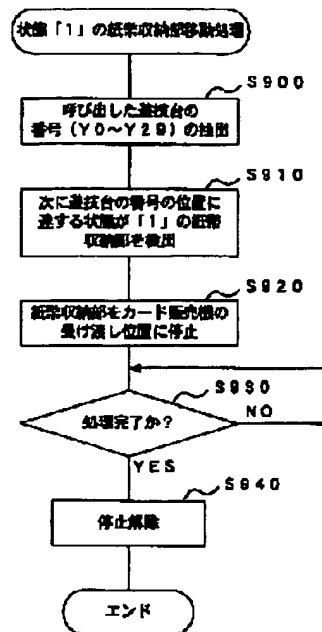 状態「1」の紙幣収納部移動処理
S900
呼び出した遊技台の
番号(Y0～Y29)の抽出
S910
次に遊技台の番号の位置に
達する状態が「1」の紙幣
収納部を検出
S920
紙幣収納部をカード販売機の
受け渡し位置に停止
S930
処理完了か?
NO
YES
S940
停止解除
エンド